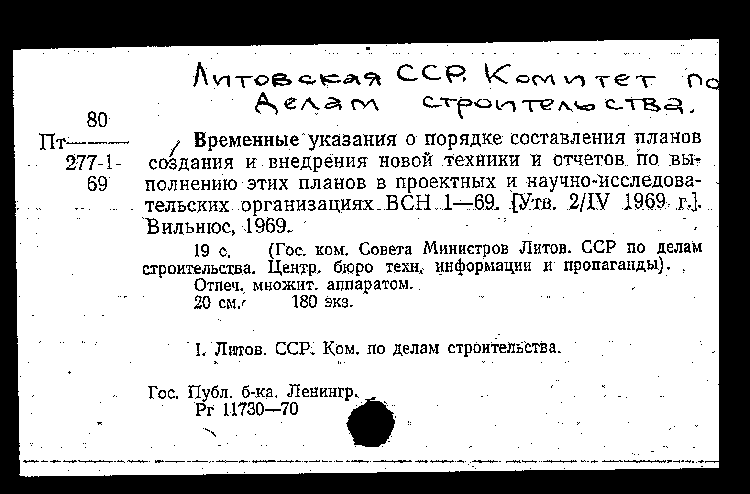 Литовская ССР. Комитет по
делам строительства.
80
Пт
277-1-
69
Временные указания о порядке составления планов
создания и внедрения новой техники и отчетов по вы-
полнению этих планов в проектных и научно-исследова-
тельских организациях ВСН 1—69. [Утв. 2/IV 1969 г.].
Вильнюс, 1969.
19 с. (Гос. ком. Совета Министров Литов. ССР по делам
строительства. Центр. бюро техн. информации и пропаганды).
Отпеч. множит. аппаратом.
20 см. 180 экз.
I. Литов. ССР. Ком. по делам строительства.
Гос. Публ. б-ка. Ленингр.
Рг 11730—70